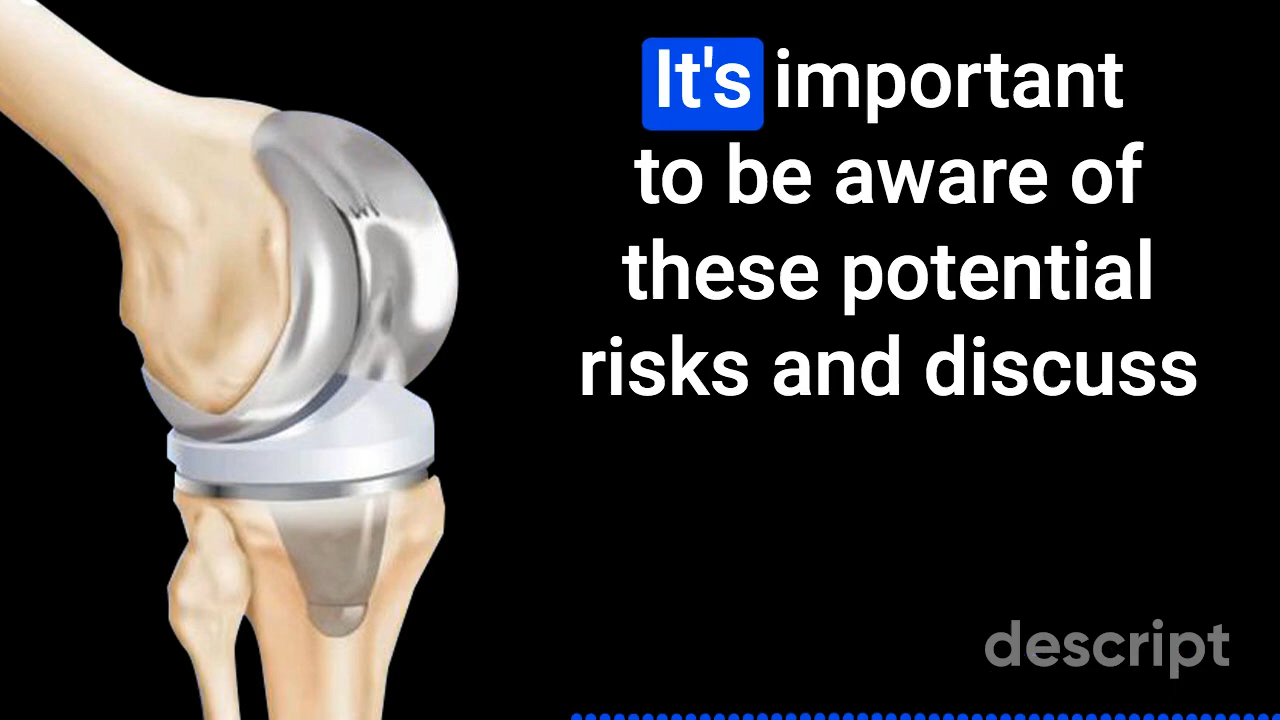 It's important
to be aware of
these potential
risks and discuss
descript